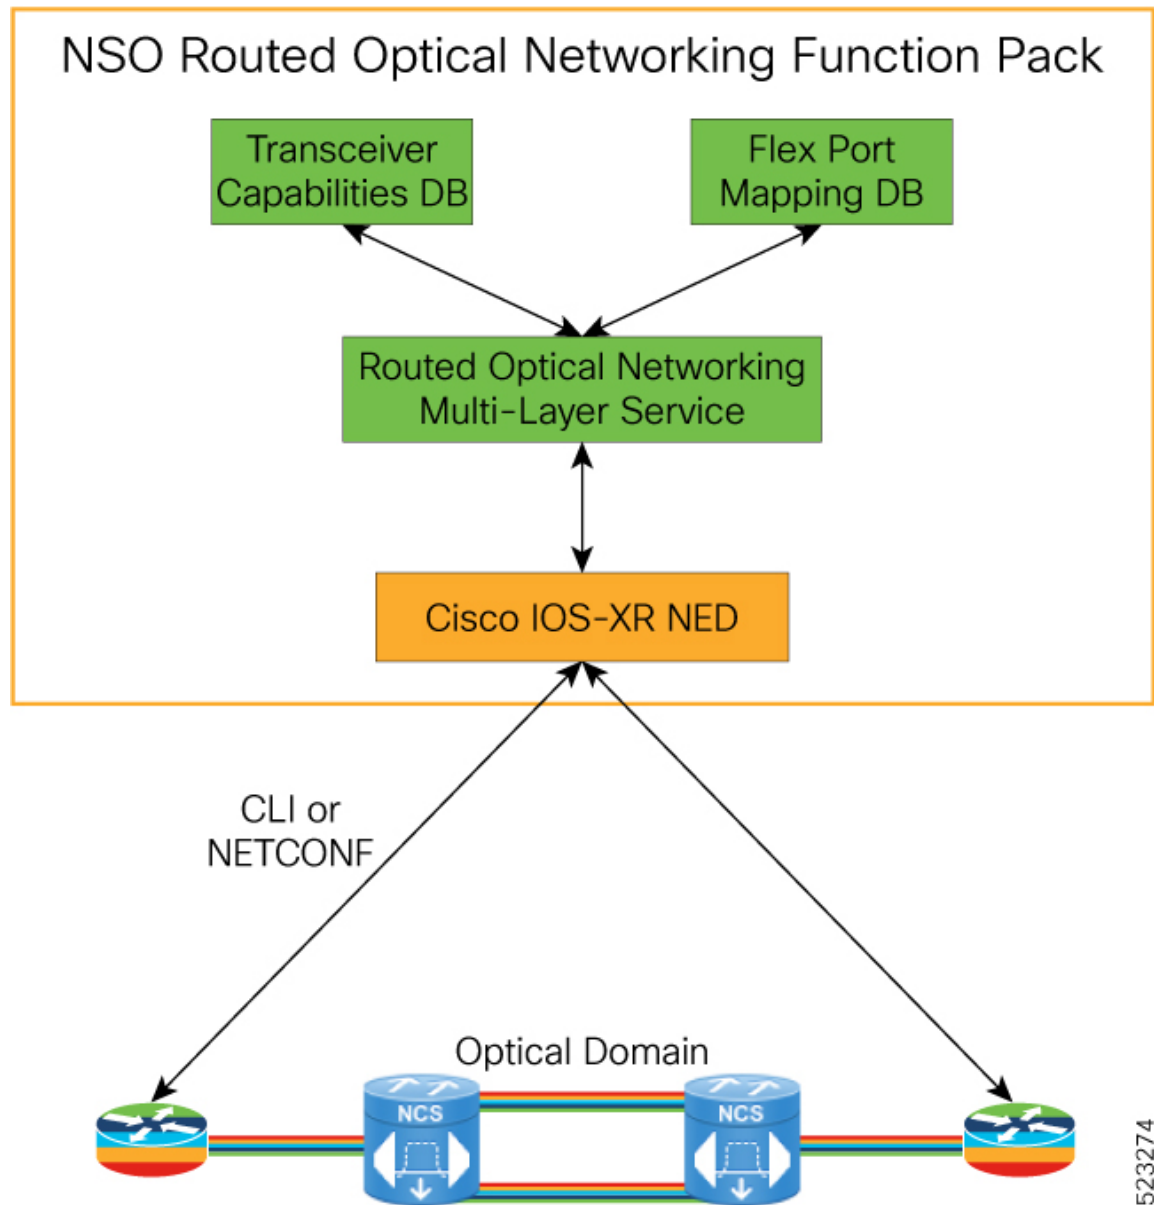 NSO Routed Optical Networking Function Pack
Transceiver
Capabilities DB
Flex Port
Mapping DB
Routed Optical Networking
Multi-Layer Service
Cisco IOS-XR NED
CLI or
NETCONF
Optical Domain
NCS
NCS
523274